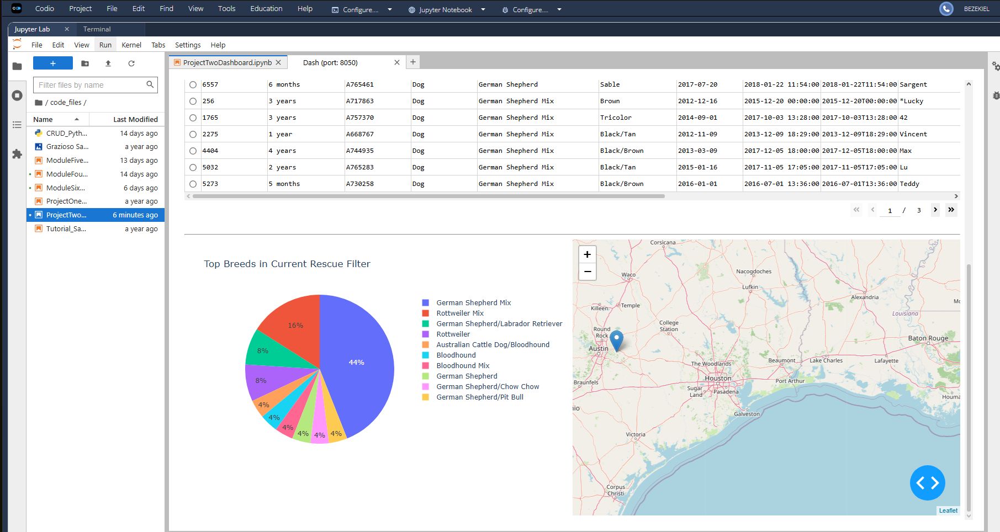 Codio Project File Edit Find View Tools Education Help Configure.... Jupyter Notebook Configure.... BEZEKIEL
Jupyter Lab Terminal
File Edit View Run Kernel Tabs Settings Help
ProjectTwoDashboard.ipynb Dash (port: 8050)
Filter files by name
/ code_files /
Name Last Modified
CRUD_Pyth... 14 days ago
Grazioso Sa... a year ago
ModuleFive... 13 days ago
ModuleFou... 14 days ago
ModuleSix... 6 days ago
ProjectOne... a year ago
ProjectTwo... 6 minutes ago
Tutorial_Sa... a year ago
6557 6 months A765461 Dog German Shepherd Sable 2017-07-20 2018-01-22 11:54:00 2018-01-22T11:54:00 Sargent
256 3 years A717863 Dog German Shepherd Mix Brown 2012-12-16 2015-12-20 00:00:00 2015-12-20T00:00:00 *Lucky
1765 3 years A757370 Dog German Shepherd Mix Tricolor 2014-09-01 2017-10-03 13:28:00 2017-10-03T13:28:00 42
2275 1 year A668767 Dog German Shepherd Mix Black/Tan 2012-11-09 2013-12-09 18:29:00 2013-12-09T18:29:00 Vincent
4404 4 years A744935 Dog German Shepherd Mix Black/Brown 2013-03-09 2017-12-05 18:00:00 2017-12-05T18:00:00 Max
5032 2 years A765283 Dog German Shepherd Mix Black/Tan 2015-01-16 2017-11-05 17:05:00 2017-11-05T17:05:00 Lu
5273 5 months A730258 Dog German Shepherd Mix Black/Brown 2016-01-01 2016-07-01 13:36:00 2016-07-01T13:36:00 Teddy
1 / 3
Top Breeds in Current Rescue Filter
16%
8%
44%
8%
4%
4%
4%
4%
4%
4%
German Shepherd Mix
Rottweiler Mix
German Shepherd/Labrador Retriever
Rottweiler
Australian Cattle Dog/Bloodhound
Bloodhound
Bloodhound Mix
German Shepherd
German Shepherd/Chow Chow
German Shepherd/Pit Bull
+
−
Corsicana
Waco
Nacogdoches
Lufkin
Alexandria
Killeen
Temple
Louisiana
College
Station
Round
Rock
Austin
Baton Rouge
The Woodlands
Beaumont
Lake Charles
Lafayette
Houston
Port Arthur
Braunfels
Sugar
Land
Pasadena
Houma
Galveston
Victoria
Corpus
Christi
Leaflet